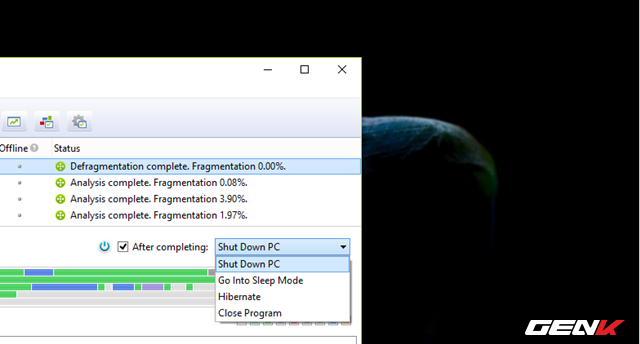 Offline Status
Defragmentation complete. Fragmentation 0.00%.
Analysis complete. Fragmentation 0.08%.
Analysis complete. Fragmentation 3.90%.
Analysis complete. Fragmentation 1.97%.
After completing: Shut Down PC
Shut Down PC
Go Into Sleep Mode
Hibernate
Close Program
GENK